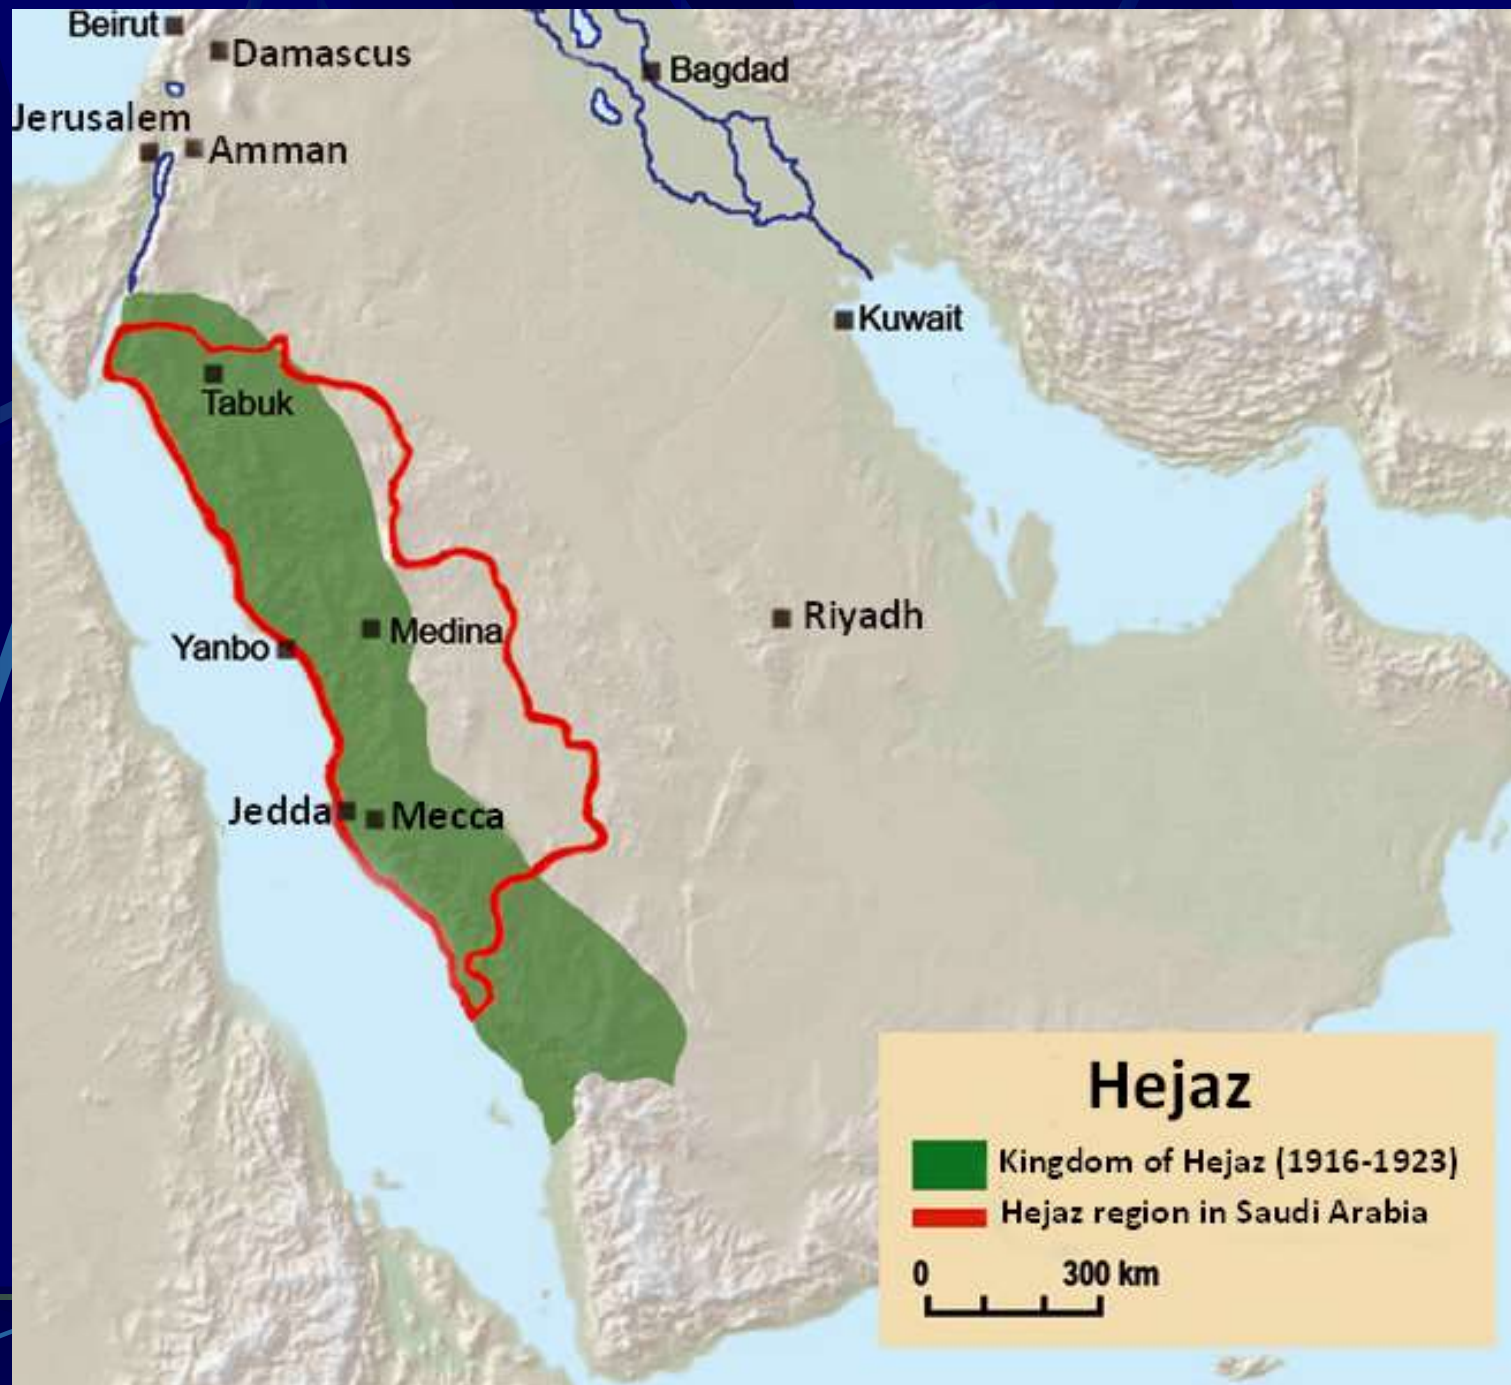 Beirut
Damascus
Bagdad
Jerusalem
Amman
Kuwait
Tabuk
Riyadh
Medina
Yanbo
Jedda
Mecca
Hejaz
Kingdom of Hejaz (1916-1923)
Hejaz region in Saudi Arabia
0 300 km